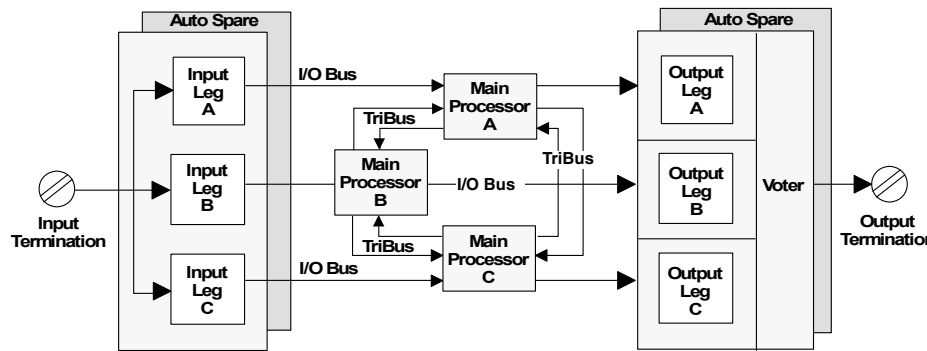 Auto Spare
Auto Spare
Input
Leg
A
I/O Bus
Main
Processor
A
Output
Leg
A
TriBus
TriBus
Input
Leg
B
Main
Processor
B
I/O Bus
Output
Leg
B
Voter
Input
Termination
Output
Termination
TriBus
Main
Processor
C
Input
Leg
C
I/O Bus
Output
Leg
C